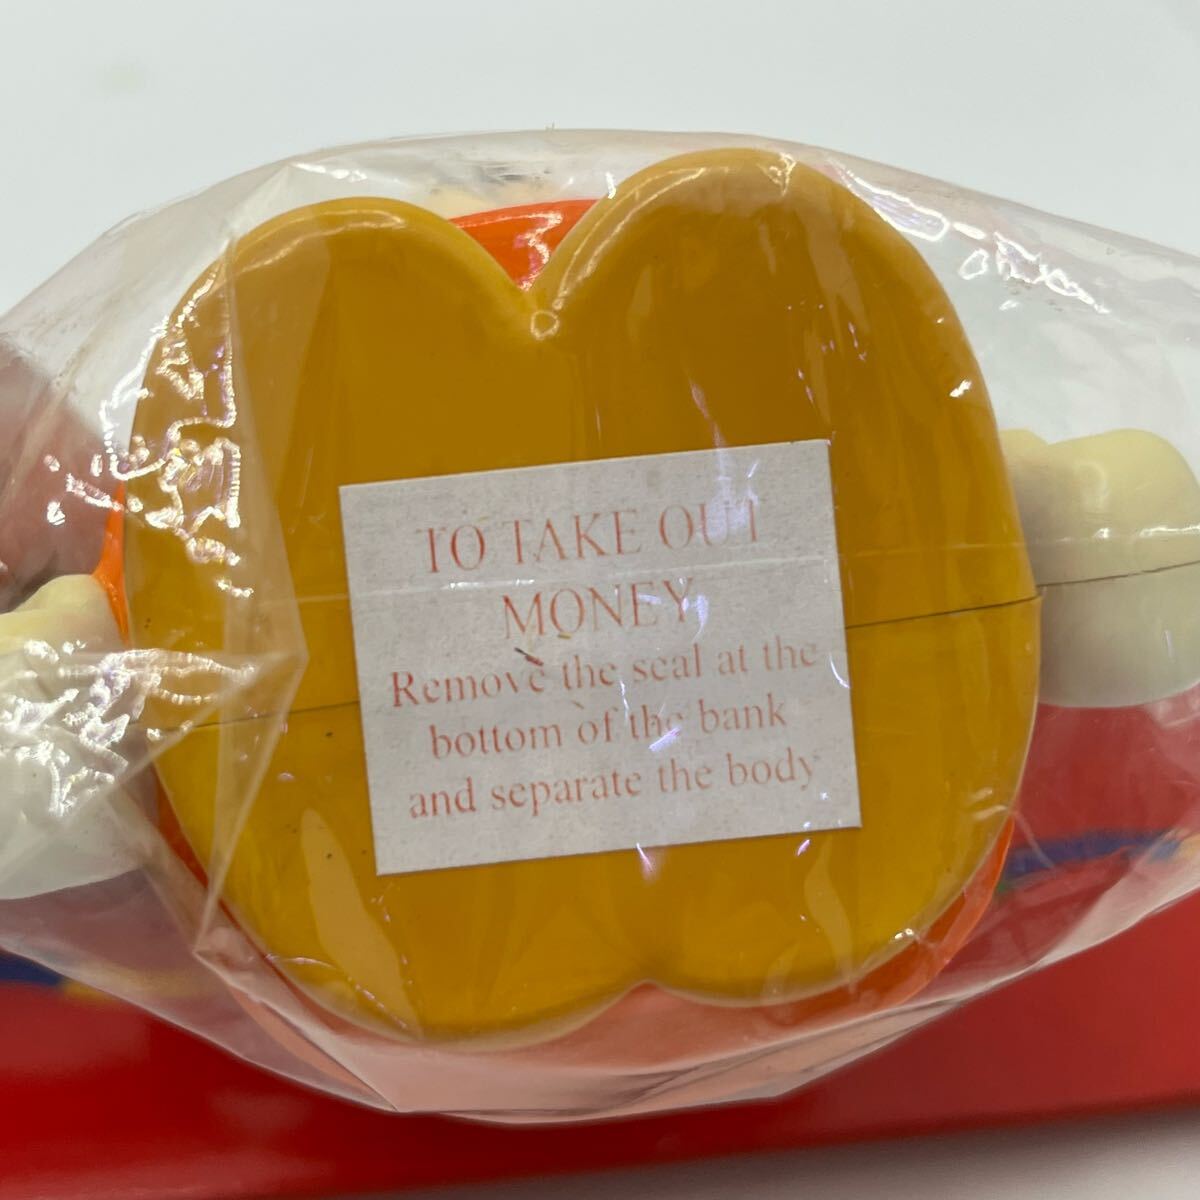 TO TAKE OUT
MONEY
Remove the seal at the
bottom of the bank
and separate the body